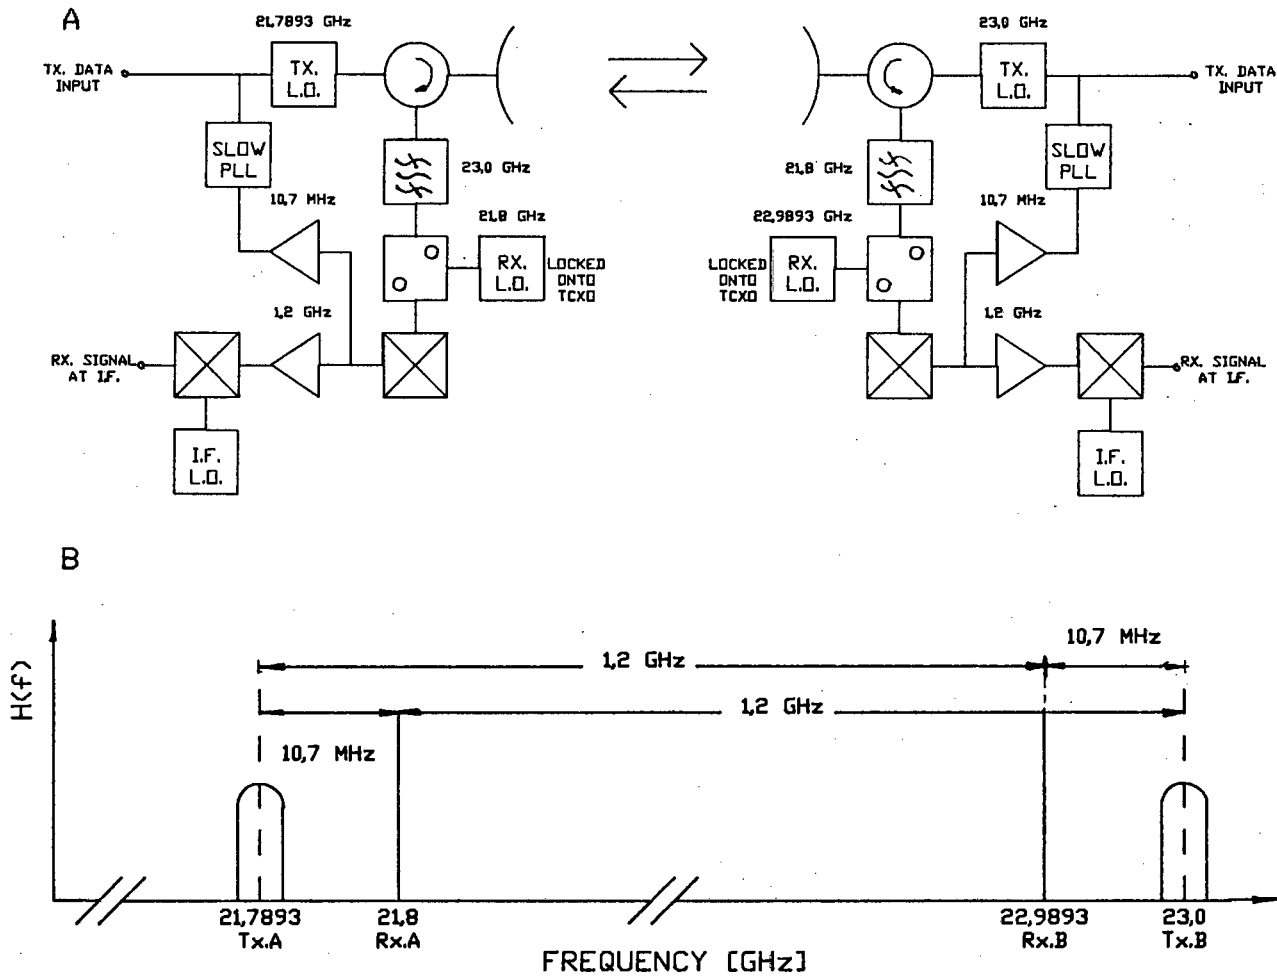 A
21,7893 GHz
23,0 GHz
TX. DATA
INPUT
TX.
L.O.
TX.
L.O.
TX. DATA
INPUT
SLOW
PLL
23,0 GHz
21,8 GHz
SLOW
PLL
10,7 MHz
21,8 GHz
22,9893 GHz
10,7 MHz
RX.
L.O.
LOCKED
ONTO
TCXO
LOCKED
ONTO
TCXO
RX.
L.O.
1,2 GHz
1,2 GHz
RX. SIGNAL
AT I.F.
RX. SIGNAL
AT I.F.
I.F.
L.O.
I.F.
L.O.
B
H(f)
10,7 MHz
1,2 GHz
1,2 GHz
10,7 MHz
21,7893
Tx.A
21,8
Rx.A
22,9893
Rx.B
23,0
Tx.B
FREQUENCY [GHz]